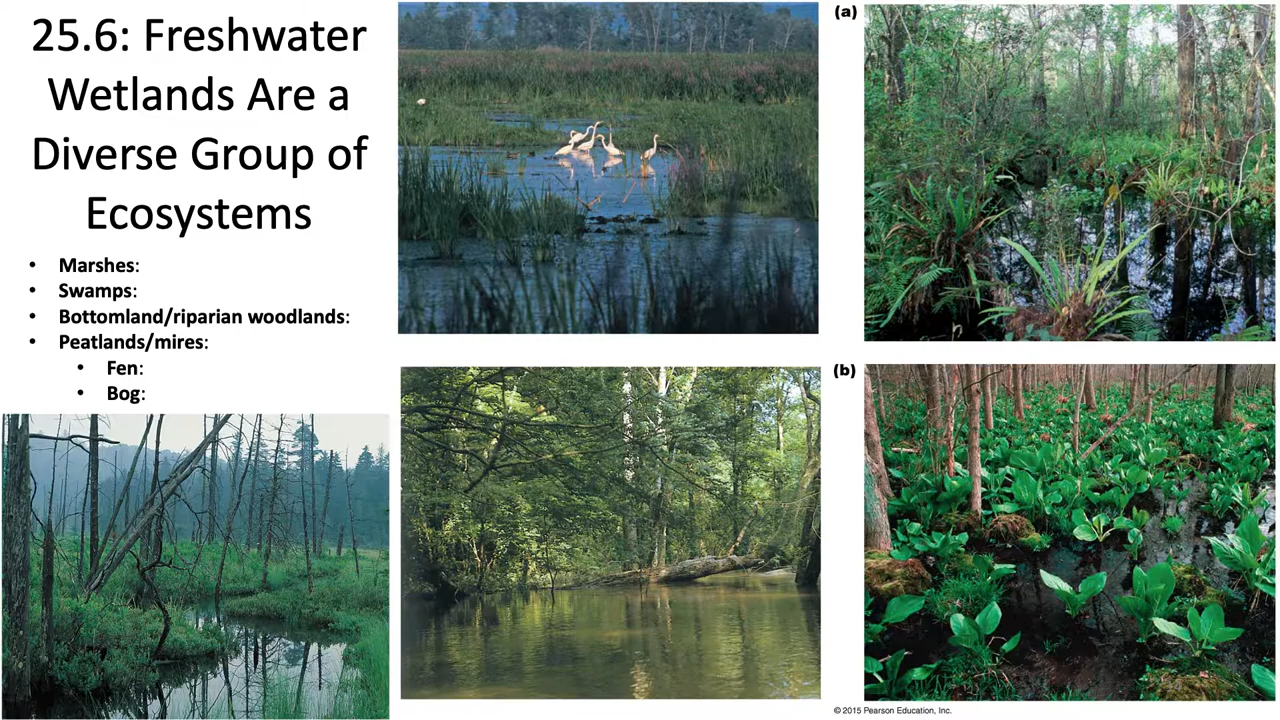 25.6: Freshwater
Wetlands Are a
Diverse Group of
Ecosystems
• Marshes:
• Swamps:
• Bottomland/riparian woodlands:
• Peatlands/mires:
• Fen:
• Bog:
(a)
(b)
© 2015 Pearson Education, Inc.